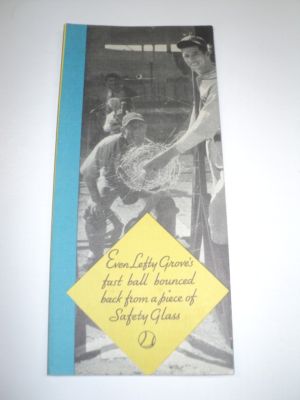 Even Lefty Grove's
fast ball bounced
back from a piece of
Safety Glass